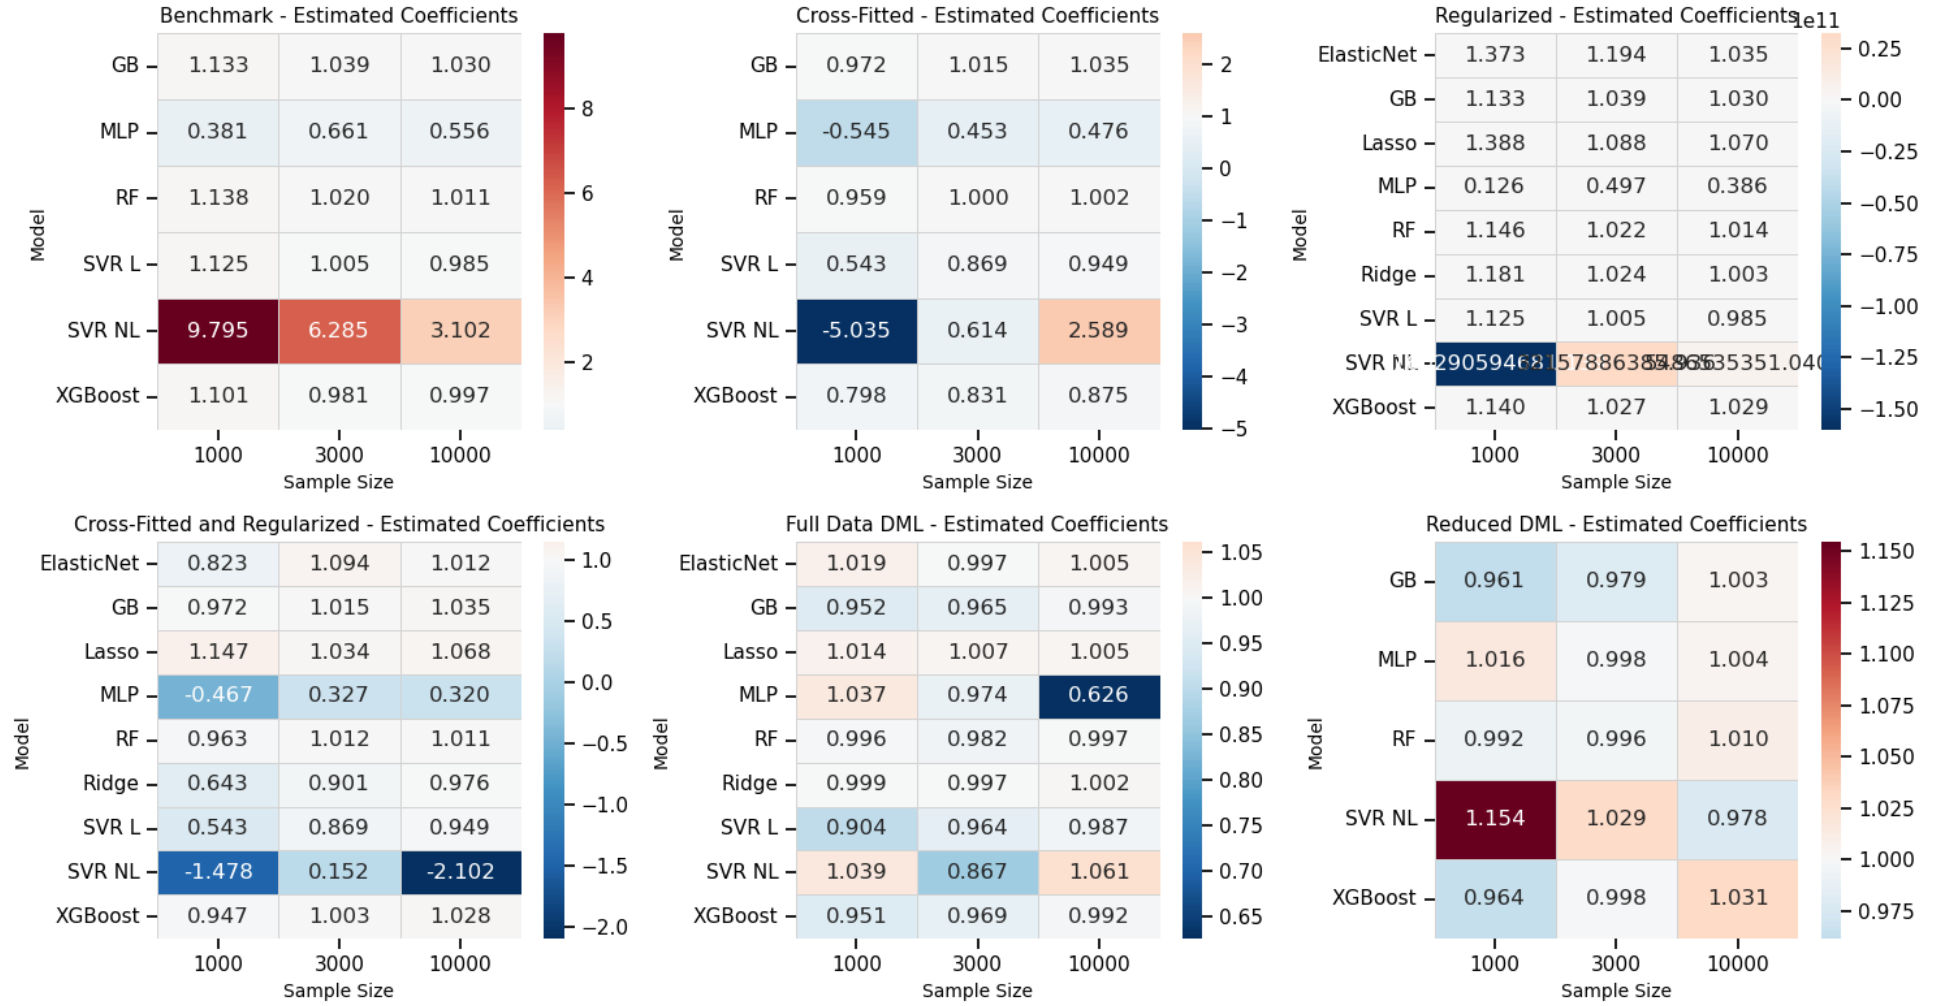 Benchmark - Estimated Coefficients
GB 1.133 1.039 1.030
MLP 0.381 0.661 0.556
RF 1.138 1.020 1.011
SVR L 1.125 1.005 0.985
SVR NL 9.795 6.285 3.102
XGBoost 1.101 0.981 0.997
1000 3000 10000
Sample Size
Model
8
6
4
2
Cross-Fitted - Estimated Coefficients
GB 0.972 1.015 1.035
MLP -0.545 0.453 0.476
RF 0.959 1.000 1.002
SVR L 0.543 0.869 0.949
SVR NL -5.035 0.614 2.589
XGBoost 0.798 0.831 0.875
1000 3000 10000
Sample Size
Model
2
1
0
−1
−2
−3
−4
−5
Regularized - Estimated Coefficients
1e11
ElasticNet 1.373 1.194 1.035
GB 1.133 1.039 1.030
Lasso 1.388 1.088 1.070
MLP 0.126 0.497 0.386
RF 1.146 1.022 1.014
Ridge 1.181 1.024 1.003
SVR L 1.125 1.005 0.985
SVR NL
XGBoost 1.140 1.027 1.029
1000 3000 10000
Sample Size
Model
0.25
0.00
−0.25
−0.50
−0.75
−1.00
−1.25
−1.50
Cross-Fitted and Regularized - Estimated Coefficients
ElasticNet 0.823 1.094 1.012
GB 0.972 1.015 1.035
Lasso 1.147 1.034 1.068
MLP -0.467 0.327 0.320
RF 0.963 1.012 1.011
Ridge 0.643 0.901 0.976
SVR L 0.543 0.869 0.949
SVR NL -1.478 0.152 -2.102
XGBoost 0.947 1.003 1.028
1000 3000 10000
Sample Size
Model
1.0
0.5
0.0
−0.5
−1.0
−1.5
−2.0
Full Data DML - Estimated Coefficients
ElasticNet 1.019 0.997 1.005
GB 0.952 0.965 0.993
Lasso 1.014 1.007 1.005
MLP 1.037 0.974 0.626
RF 0.996 0.982 0.997
Ridge 0.999 0.997 1.002
SVR L 0.904 0.964 0.987
SVR NL 1.039 0.867 1.061
XGBoost 0.951 0.969 0.992
1000 3000 10000
Sample Size
Model
1.05
1.00
0.95
0.90
0.85
0.80
0.75
0.70
0.65
Reduced DML - Estimated Coefficients
GB 0.961 0.979 1.003
MLP 1.016 0.998 1.004
RF 0.992 0.996 1.010
SVR NL 1.154 1.029 0.978
XGBoost 0.964 0.998 1.031
1000 3000 10000
Sample Size
Model
1.150
1.125
1.100
1.075
1.050
1.025
1.000
0.975